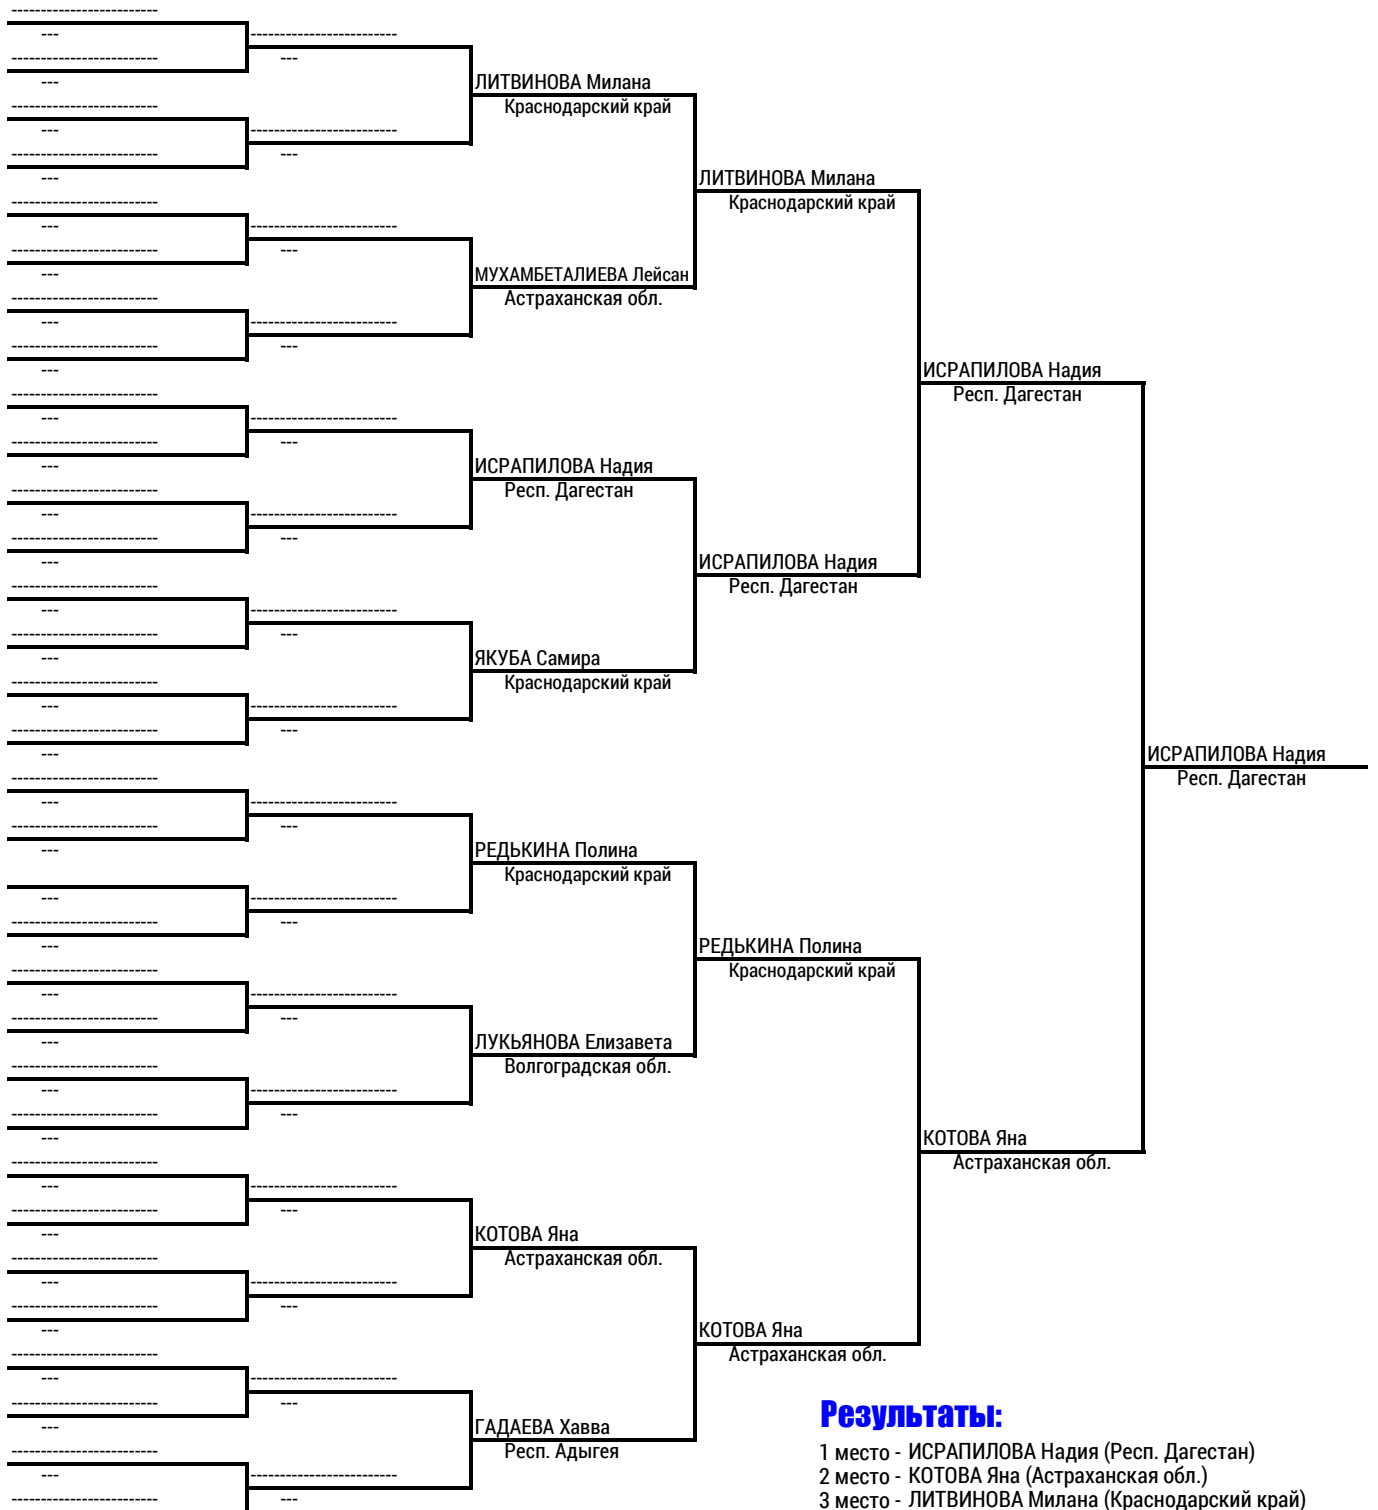 ЛИТВИНОВА Милана
Краснодарский край
ЛИТВИНОВА Милана
Краснодарский край
МУХАМБЕТАЛИЕВА Лейсан
Астраханская обл.
ИСРАПИЛОВА Надия
Респ. Дагестан
ИСРАПИЛОВА Надия
Респ. Дагестан
ИСРАПИЛОВА Надия
Респ. Дагестан
ЯКУБА Самира
Краснодарский край
ИСРАПИЛОВА Надия
Респ. Дагестан
РЕДЬКИНА Полина
Краснодарский край
РЕДЬКИНА Полина
Краснодарский край
ЛУКЬЯНОВА Елизавета
Волгоградская обл.
КОТОВА Яна
Астраханская обл.
КОТОВА Яна
Астраханская обл.
КОТОВА Яна
Астраханская обл.
ГАДАЕВА Хавва
Респ. Адыгея
Результаты:
1 место - ИСРАПИЛОВА Надия (Респ. Дагестан)
2 место - КОТОВА Яна (Астраханская обл.)
3 место - ЛИТВИНОВА Милана (Краснодарский край)